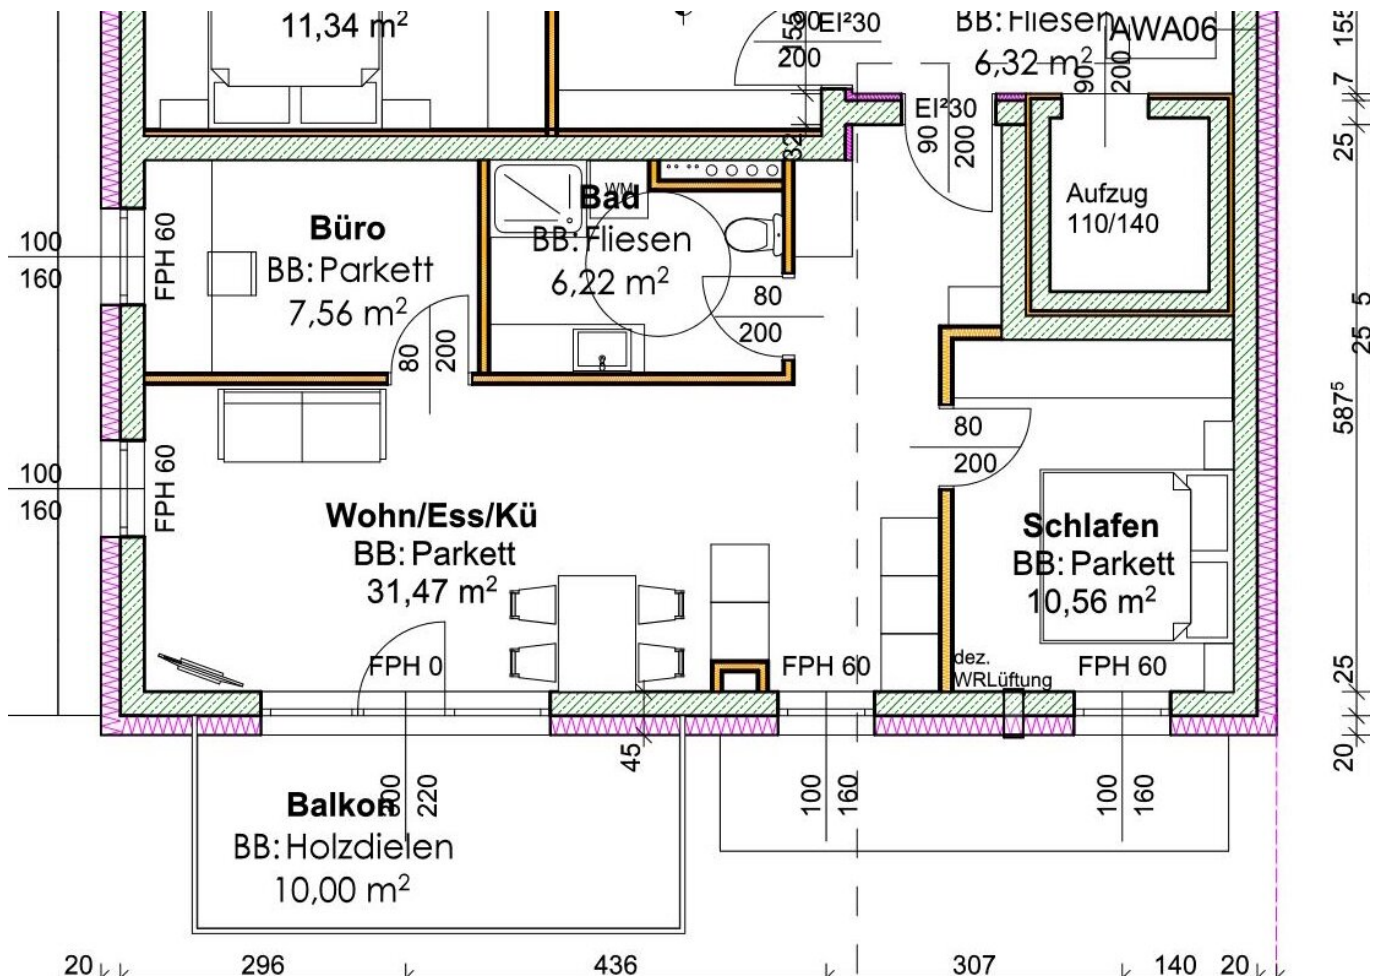 11,34 m²
155
90
200
EI²30
BB: Fliesen
6,32 m²
AWA06
90
200
155
7
25
32
EI²30
90
200
Aufzug
110/140
100
160
FPH 60
Büro
BB: Parkett
7,56 m²
WM
Bad
BB: Fliesen
6,22 m²
80
200
80
200
5
25
587⁵
100
160
FPH 60
80
200
Wohn/Ess/Kü
BB: Parkett
31,47 m²
Schlafen
BB: Parkett
10,56 m²
FPH 0
FPH 60
dez.
WRLüftung
FPH 60
25
20
45
220
100
160
100
160
Balkon
BB: Holzdielen
10,00 m²
20
296
436
307
140
20